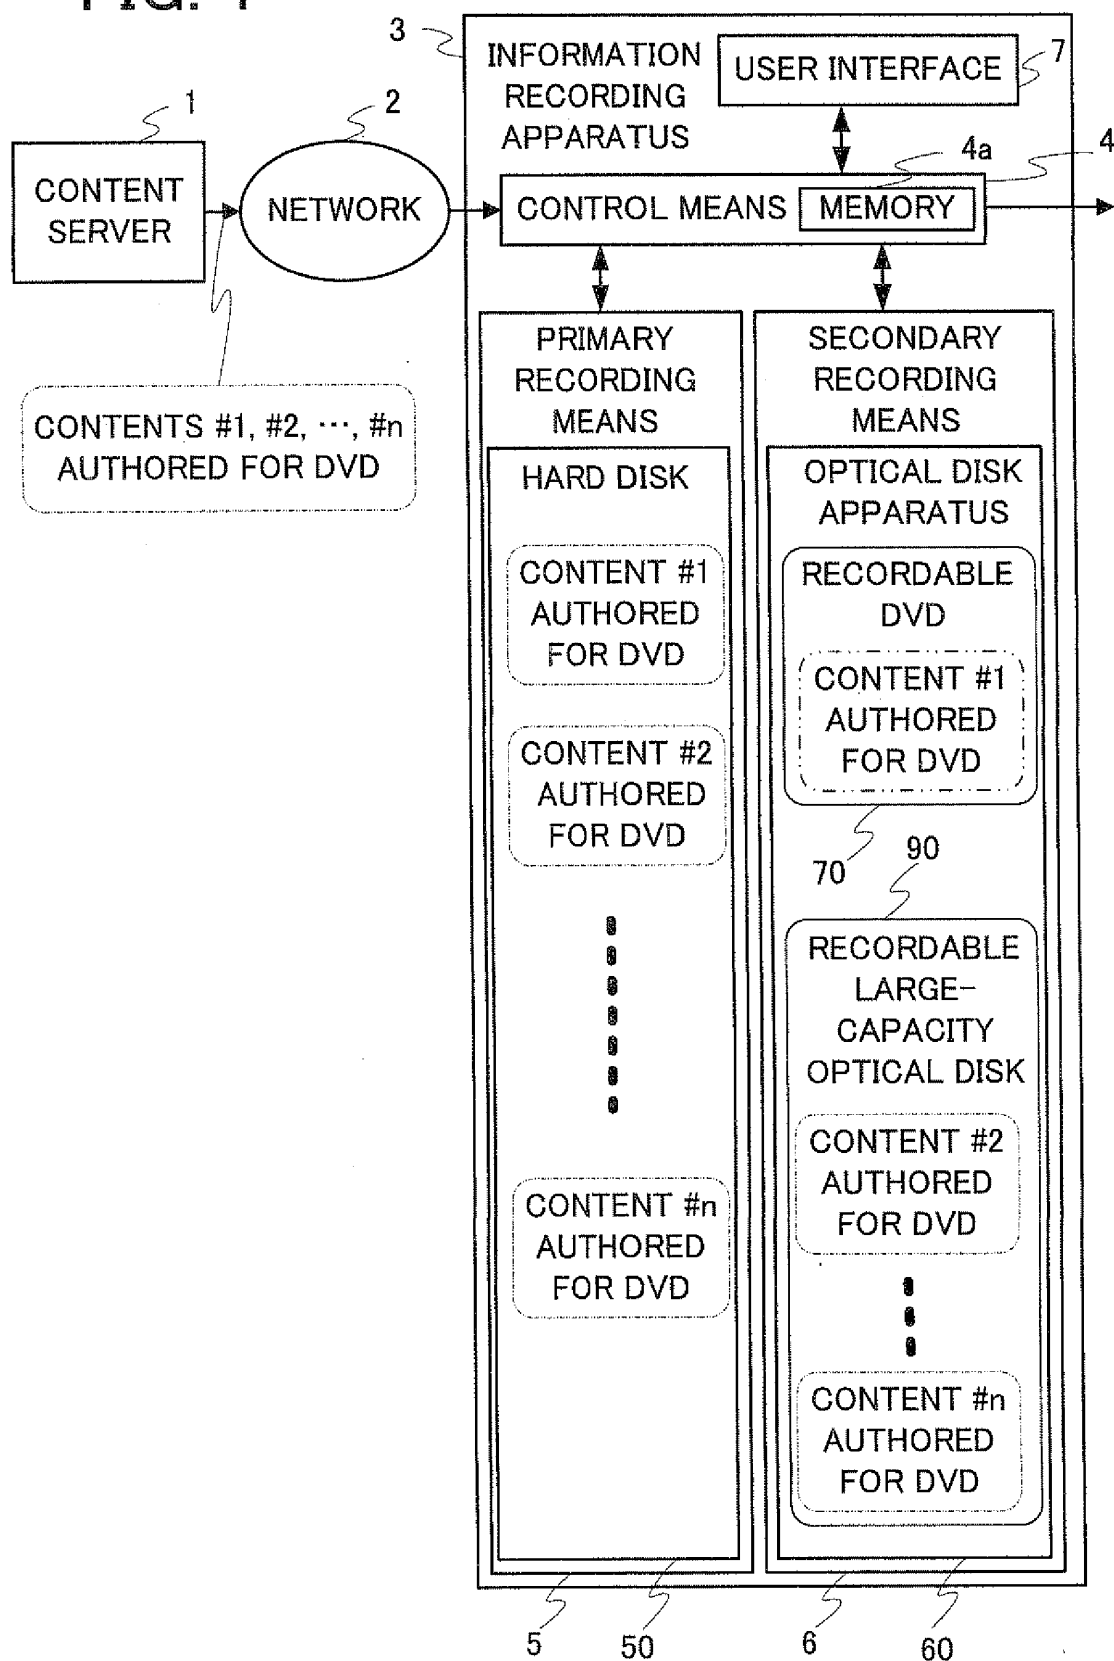 3
INFORMATION
RECORDING
APPARATUS
USER INTERFACE
7
1
2
CONTENT
SERVER
NETWORK
4a
4
CONTROL MEANS
MEMORY
CONTENTS #1, #2, ···, #n
AUTHORED FOR DVD
PRIMARY
RECORDING
MEANS
HARD DISK
CONTENT #1
AUTHORED
FOR DVD
CONTENT #2
AUTHORED
FOR DVD
CONTENT #n
AUTHORED
FOR DVD
SECONDARY
RECORDING
MEANS
OPTICAL DISK
APPARATUS
RECORDABLE
DVD
CONTENT #1
AUTHORED
FOR DVD
70
90
RECORDABLE
LARGE-
CAPACITY
OPTICAL DISK
CONTENT #2
AUTHORED
FOR DVD
CONTENT #n
AUTHORED
FOR DVD
5
50
6
60